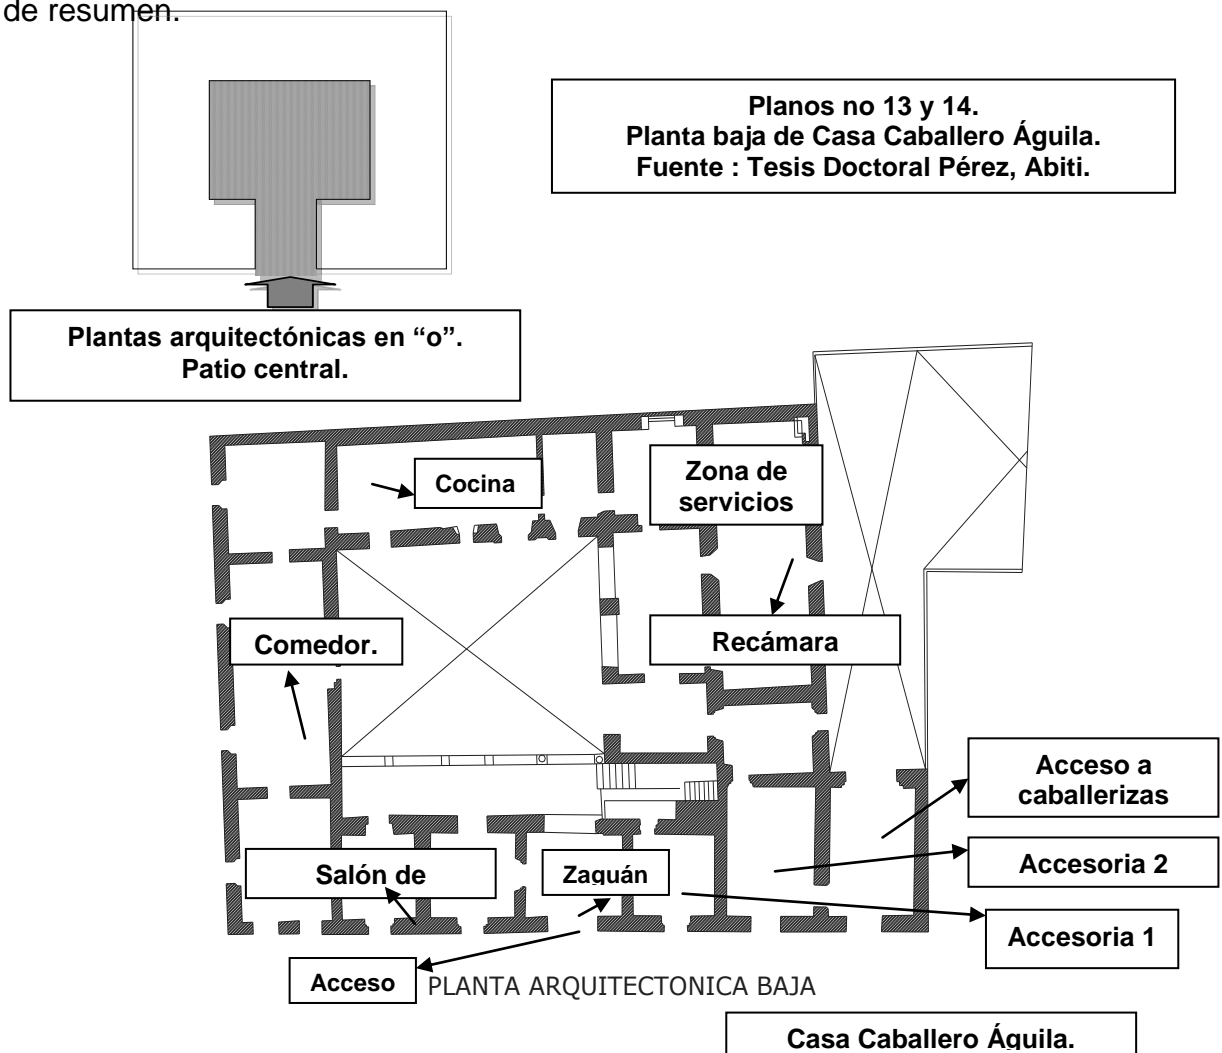 de resumen.
Planos no 13 y 14.
Planta baja de Casa Caballero Águila.
Fuente : Tesis Doctoral Pérez, Abiti.
Plantas arquitectónicas en “o”.
Patio central.
Cocina
Zona de
servicios
Comedor.
Recámara
Acceso a
caballerizas
Salón de
Zaguán
Accesoria 2
Accesoria 1
Acceso
PLANTA ARQUITECTONICA BAJA
Casa Caballero Águila.